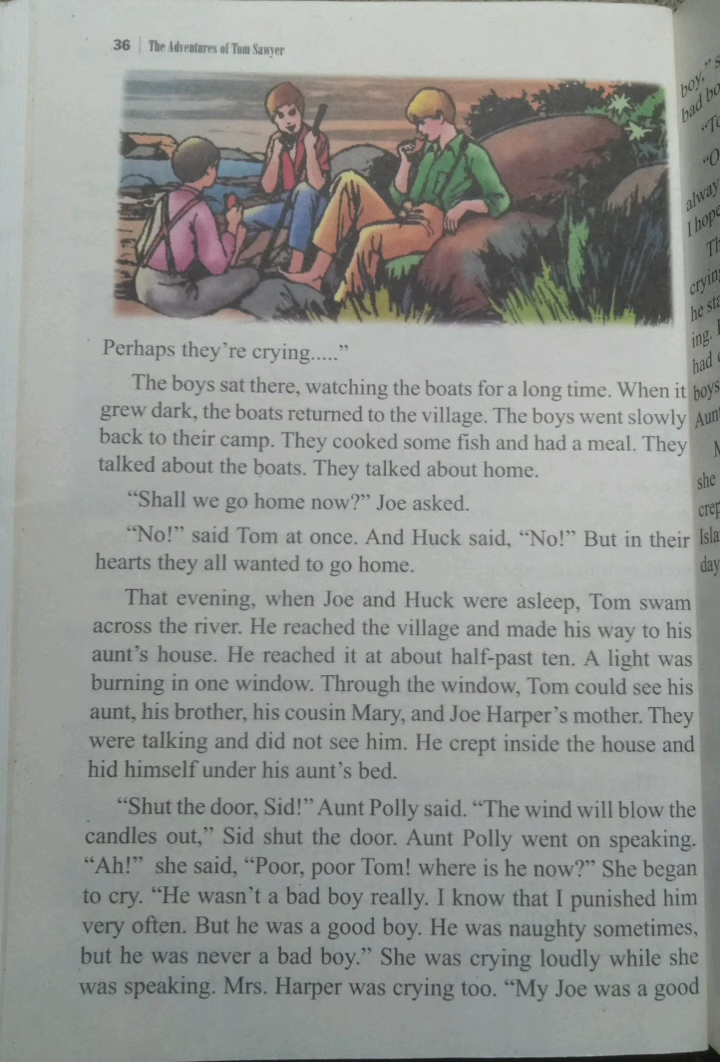 36 | The Adventures of Tom Sawyer
Perhaps they're crying....."
The boys sat there, watching the boats for a long time. When it
grew dark, the boats returned to the village. The boys went slowly
back to their camp. They cooked some fish and had a meal. They
talked about the boats. They talked about home.
"Shall we go home now?" Joe asked.
"No!" said Tom at once. And Huck said, "No!" But in their
hearts they all wanted to go home.
That evening, when Joe and Huck were asleep, Tom swam
across the river. He reached the village and made his way to his
aunt's house. He reached it at about half-past ten. A light was
burning in one window. Through the window, Tom could see his
aunt, his brother, his cousin Mary, and Joe Harper's mother. They
were talking and did not see him. He crept inside the house and
hid himself under his aunt's bed.
"Shut the door, Sid!" Aunt Polly said. "The wind will blow the
candles out," Sid shut the door. Aunt Polly went on speaking.
"Ah!" she said, "Poor, poor Tom! where is he now?" She began
to cry. "He wasn't a bad boy really. I know that I punished him
very often. But he was a good boy. He was naughty sometimes,
but he was never a bad boy." She was crying loudly while she
was speaking. Mrs. Harper was crying too. "My Joe was a good
boy," s
bad bo
"To
"O
alway
I hope
Th
crying
he sta
ing.
had
boys
Aunt
M
she
crep
Isla
day